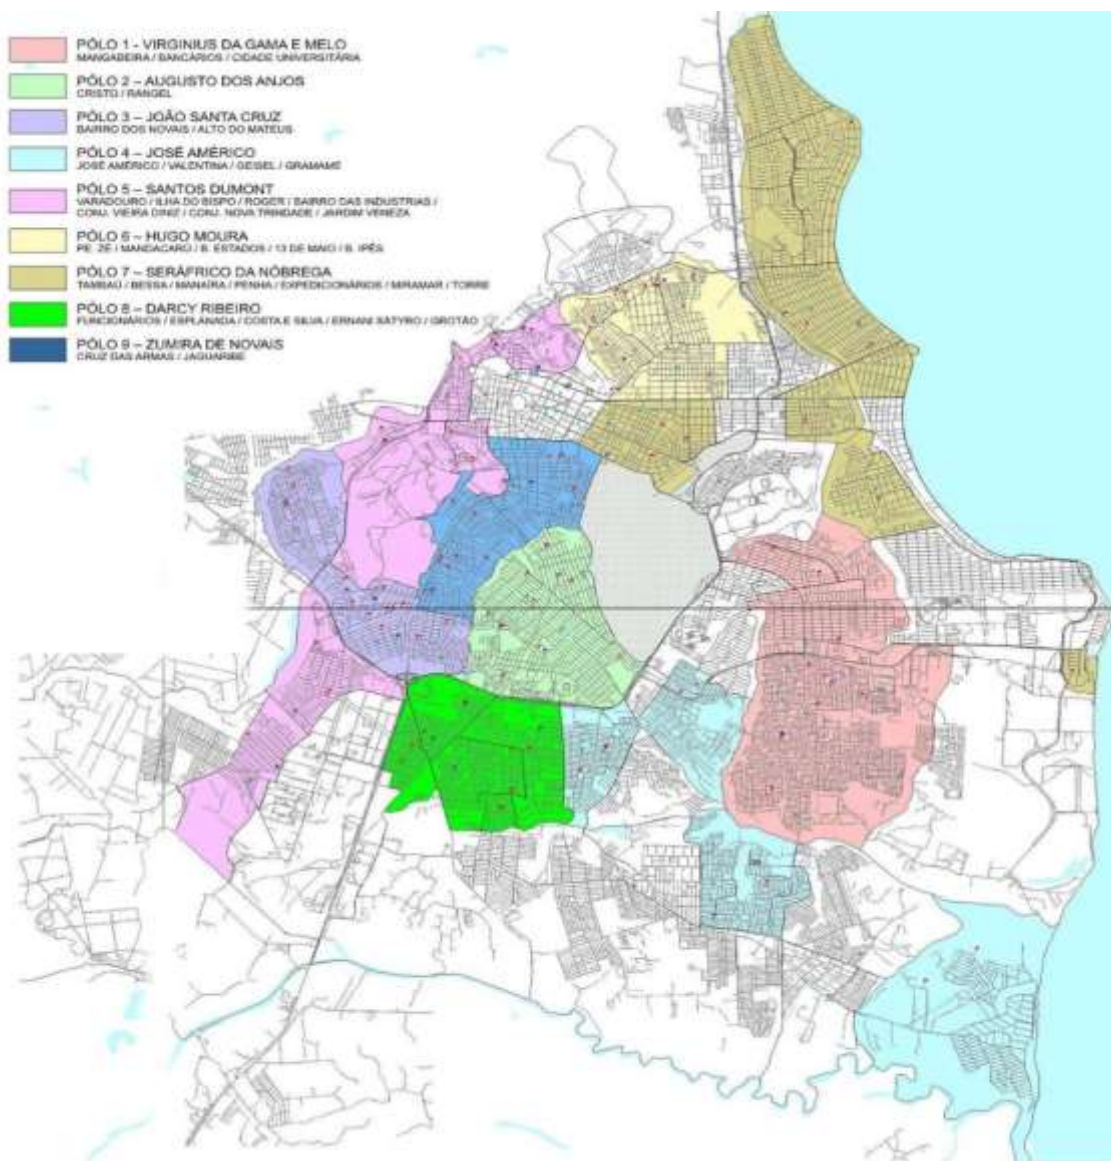 PÓLO 1 - VIRGINIUS DA GAMA E MELO
MANGABEIRA / BANCÁRIOS / CIDADE UNIVERSITÁRIA
PÓLO 2 – AUGUSTO DOS ANJOS
CRISTO / RANGEL
PÓLO 3 – JOÃO SANTA CRUZ
BAIRRO DOS NOVAIS / ALTO DO MATEUS
PÓLO 4 – JOSÉ AMÉRICO
JOSÉ AMÉRICO / VALENTINA / GEISEL / GRAMAME
PÓLO 5 – SANTOS DUMONT
VARADOURO / ILHA DO BISPO / ROGER / BAIRRO DAS INDUSTRIAS /
CONJ. VIEIRA DINIZ / CONJ. NOVA TRINDADE / JARDIM VENEZA
PÓLO 6 – HUGO MOURA
PE. ZÉ / MANDACARÚ / B. ESTADOS / 13 DE MAIO / B. IPÊS
PÓLO 7 – SERÁFRICO DA NÓBREGA
TAMBAÚ / BESSA / MANAÍRA / PENHA / EXPEDICIONÁRIOS / MIRAMAR / TORRE
PÓLO 8 – DARCY RIBEIRO
FUNCIONÁRIOS / ESPLANADA / COSTA E SILVA / ERNANI SÁTYRO / GROTÃO
PÓLO 9 – ZUMIRA DE NOVAIS
CRUZ DAS ARMAS / JAGUARIBE